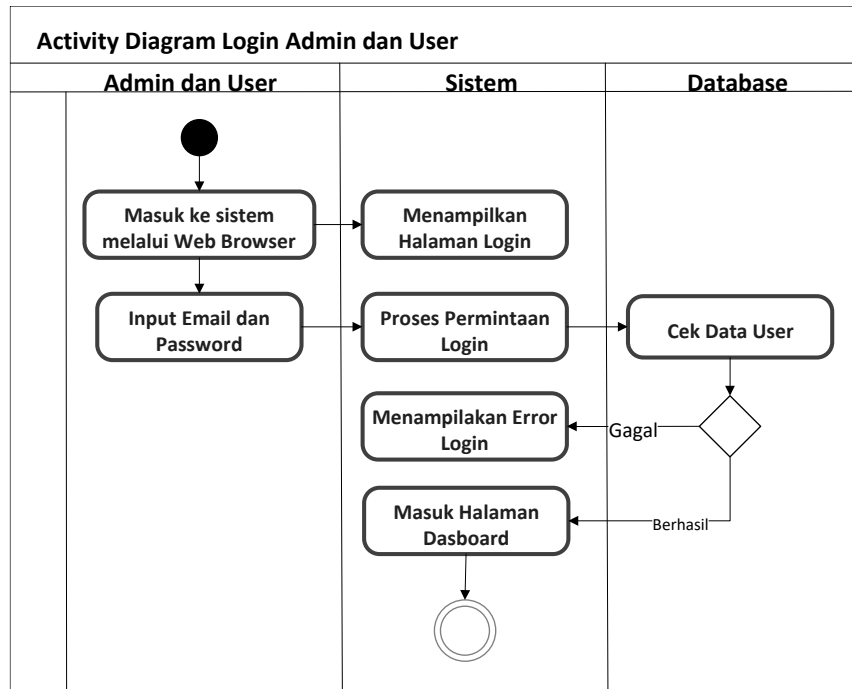 Activity Diagram Login Admin dan User
Admin dan User
Sistem
Database
Masuk ke sistem
melalui Web Browser
Menampilkan
Halaman Login
Input Email dan
Password
Proses Permintaan
Login
Cek Data User
Menampilakan Error
Login
Gagal
Masuk Halaman
Dasboard
Berhasil